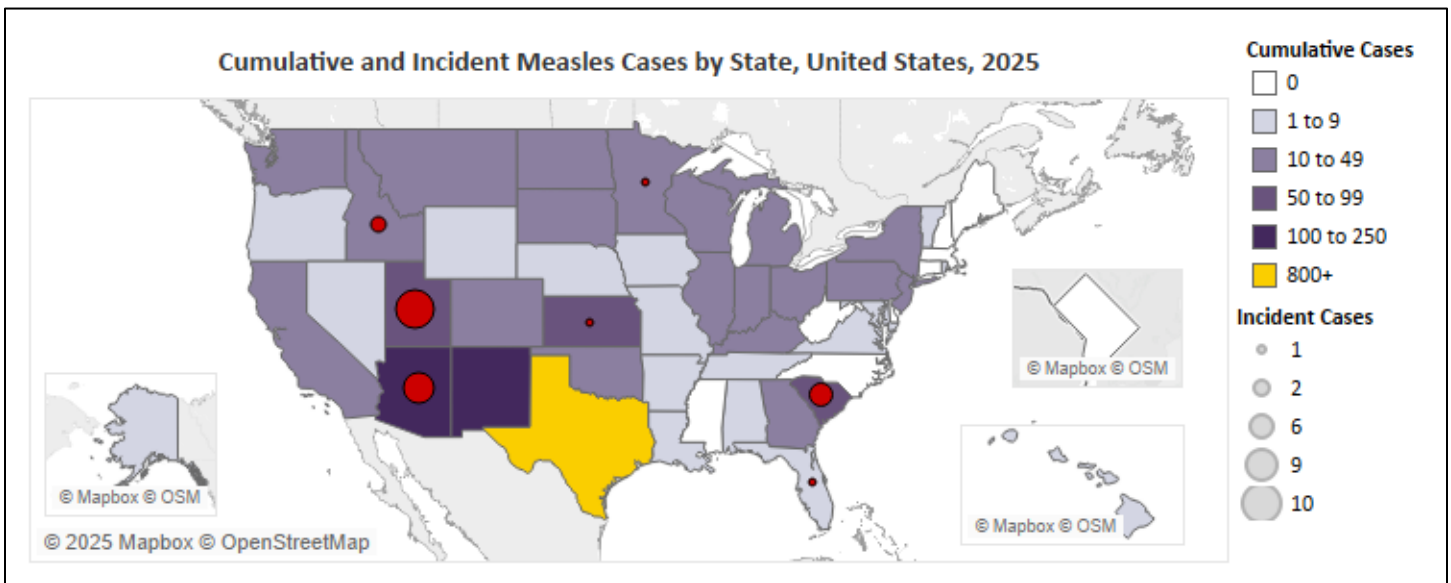 Cumulative and Incident Measles Cases by State, United States, 2025
Cumulative Cases
0
1 to 9
10 to 49
50 to 99
100 to 250
800+
Incident Cases
1
2
6
9
10
© Mapbox © OSM
© Mapbox © OSM
© Mapbox © OSM
© 2025 Mapbox © OpenStreetMap